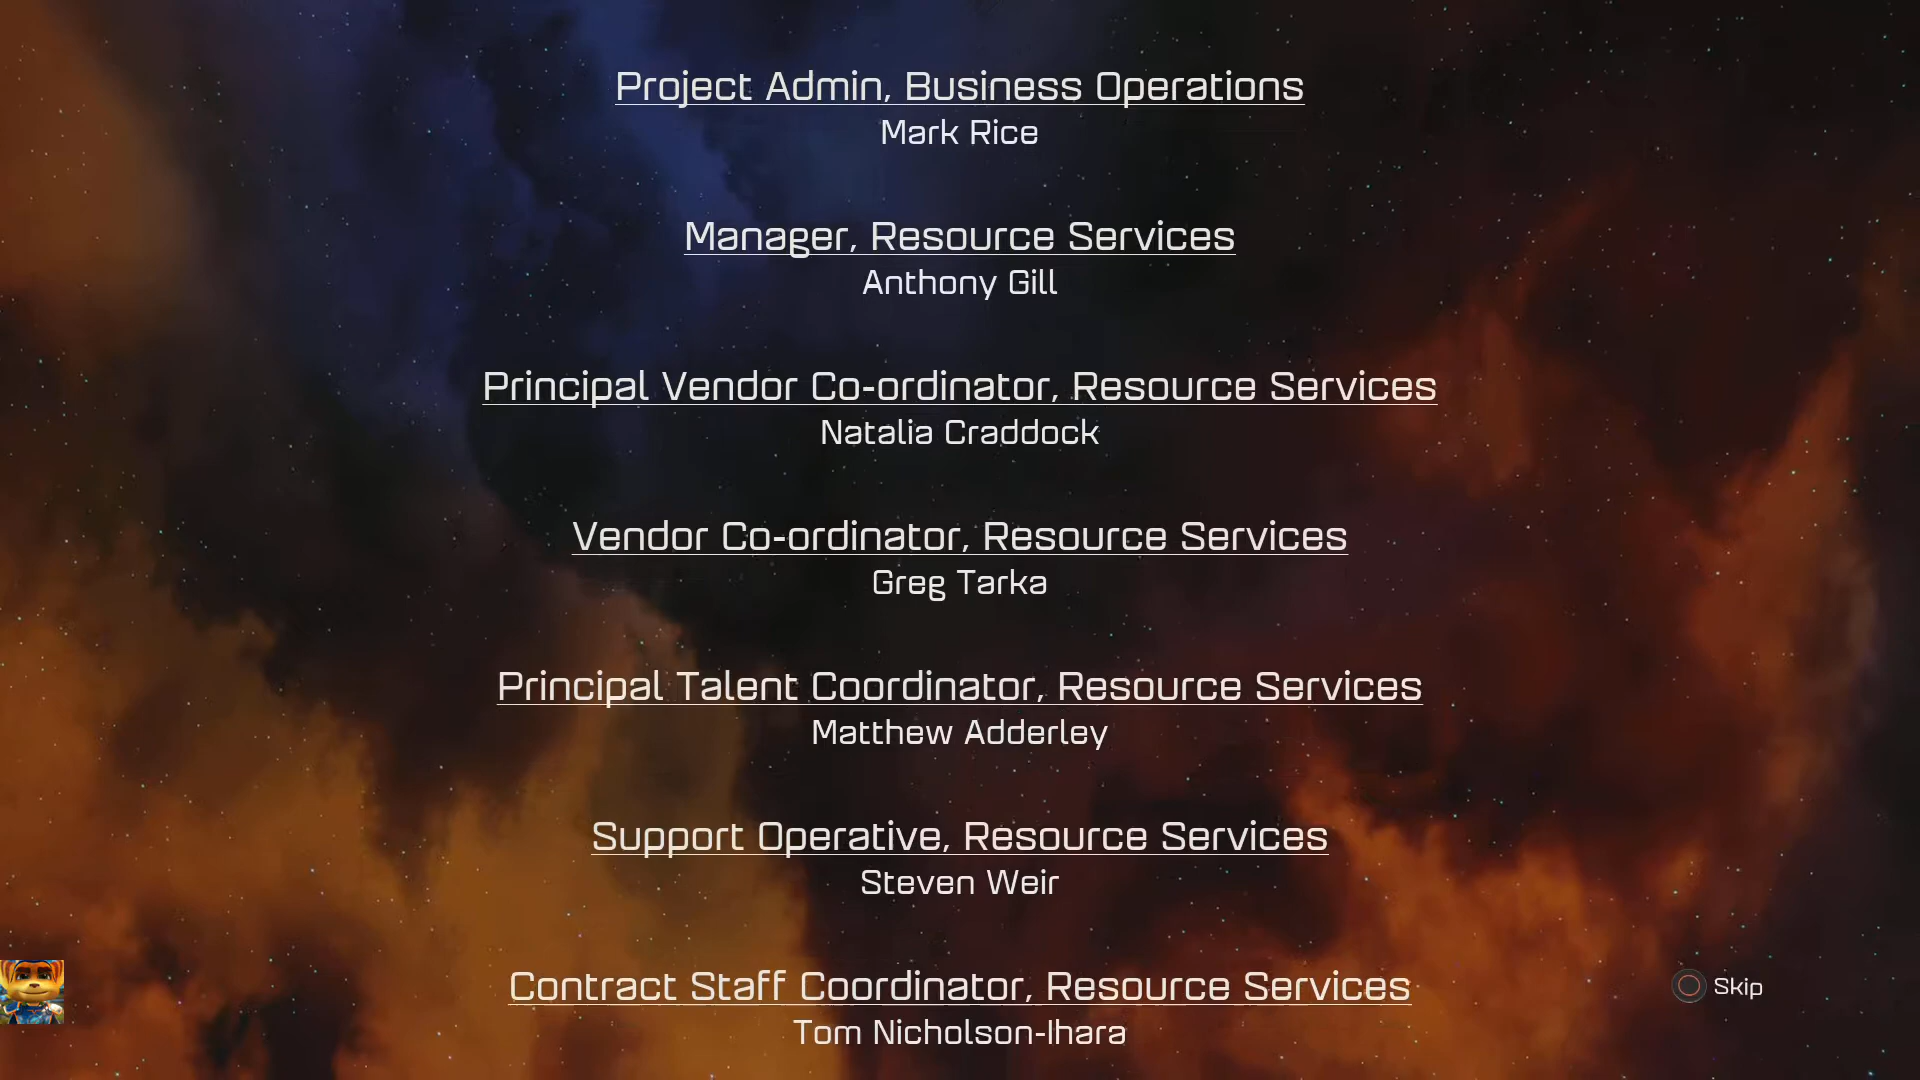 Project Admin, Business Operations
Mark Rice
Manager, Resource Services
Anthony Gill
Principal Vendor Co-ordinator, Resource Services
Natalia Craddock
Vendor Co-ordinator, Resource Services
Greg Tarka
Principal Talent Coordinator, Resource Services
Matthew Adderley
Support Operative, Resource Services
Steven Weir
Contract Staff Coordinator, Resource Services
Skip
Tom Nicholson-Ihara